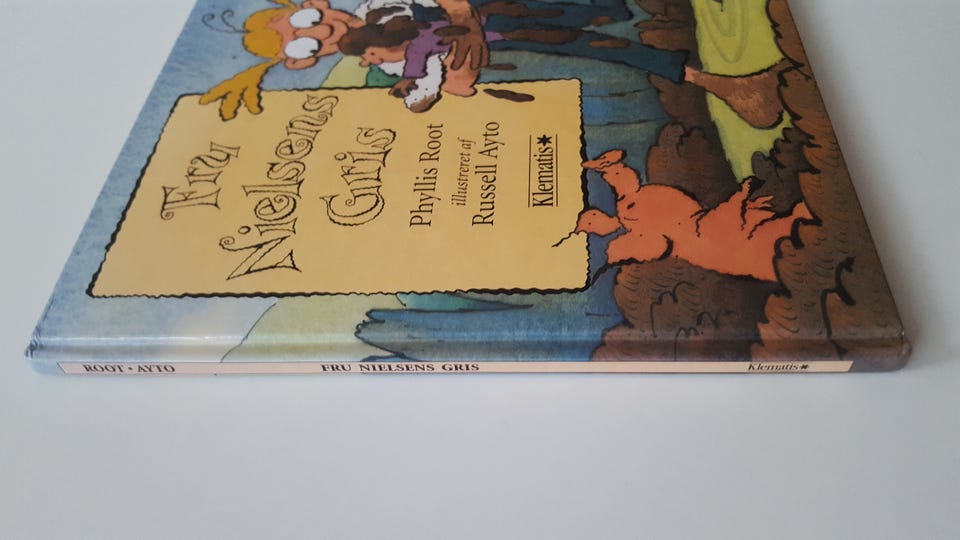 Fru
Nielsens
Gris
Phyllis Root
illustreret af
Russell Ayto
Klematis
ROOT • AYTO FRU NIELSENS GRIS Klematis